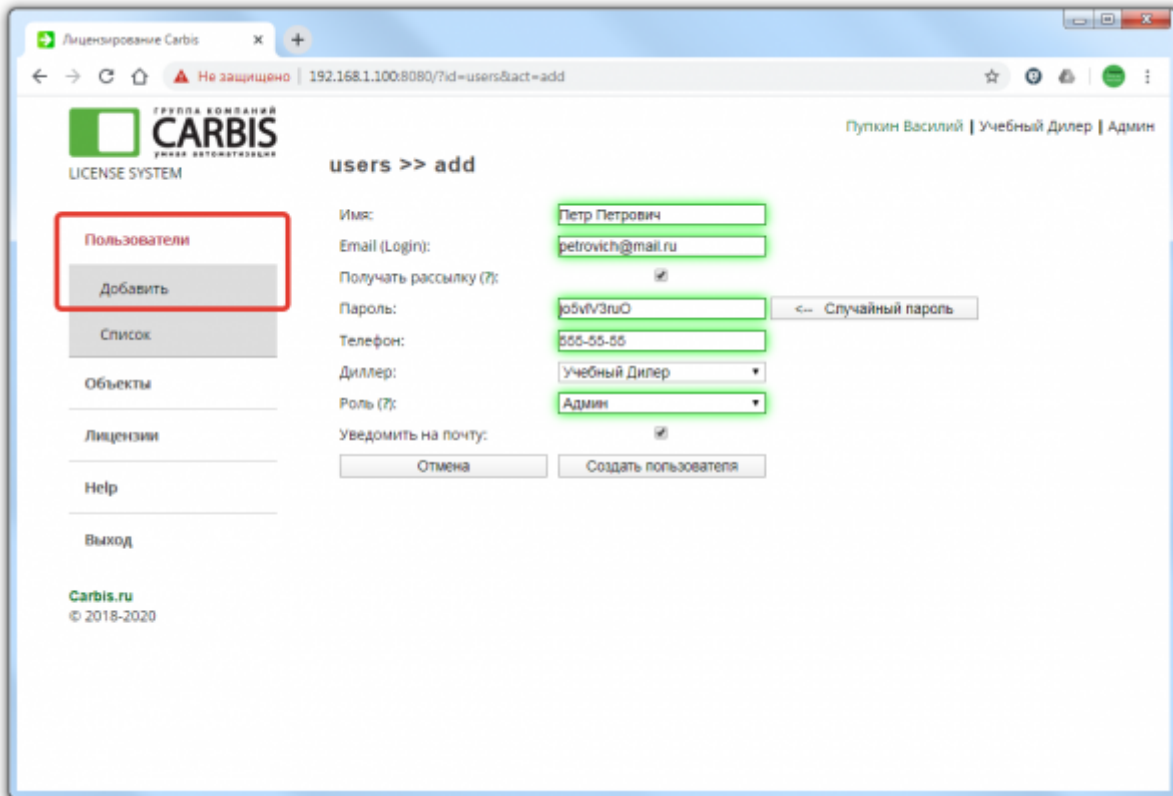 Лицензирование Carbis
Не защищено 192.168.1.100:8080/?id=users&act=add
ГРУППА КОМПАНИЙ
CARBIS
умная автоматизация
LICENSE SYSTEM
Пупкин Василий | Учебный Дилер | Админ
users >> add
Пользователи
Добавить
Список
Объекты
Лицензии
Help
Выход
Carbis.ru
© 2018-2020
Имя: Петр Петрович
Email (Login): petrovich@mail.ru
Получать рассылку (?):
Пароль: <-- Случайный пароль
Телефон: 555-55-55
Диллер: Учебный Дилер
Роль (?): Админ
Уведомить на почту:
Отмена Создать пользователя